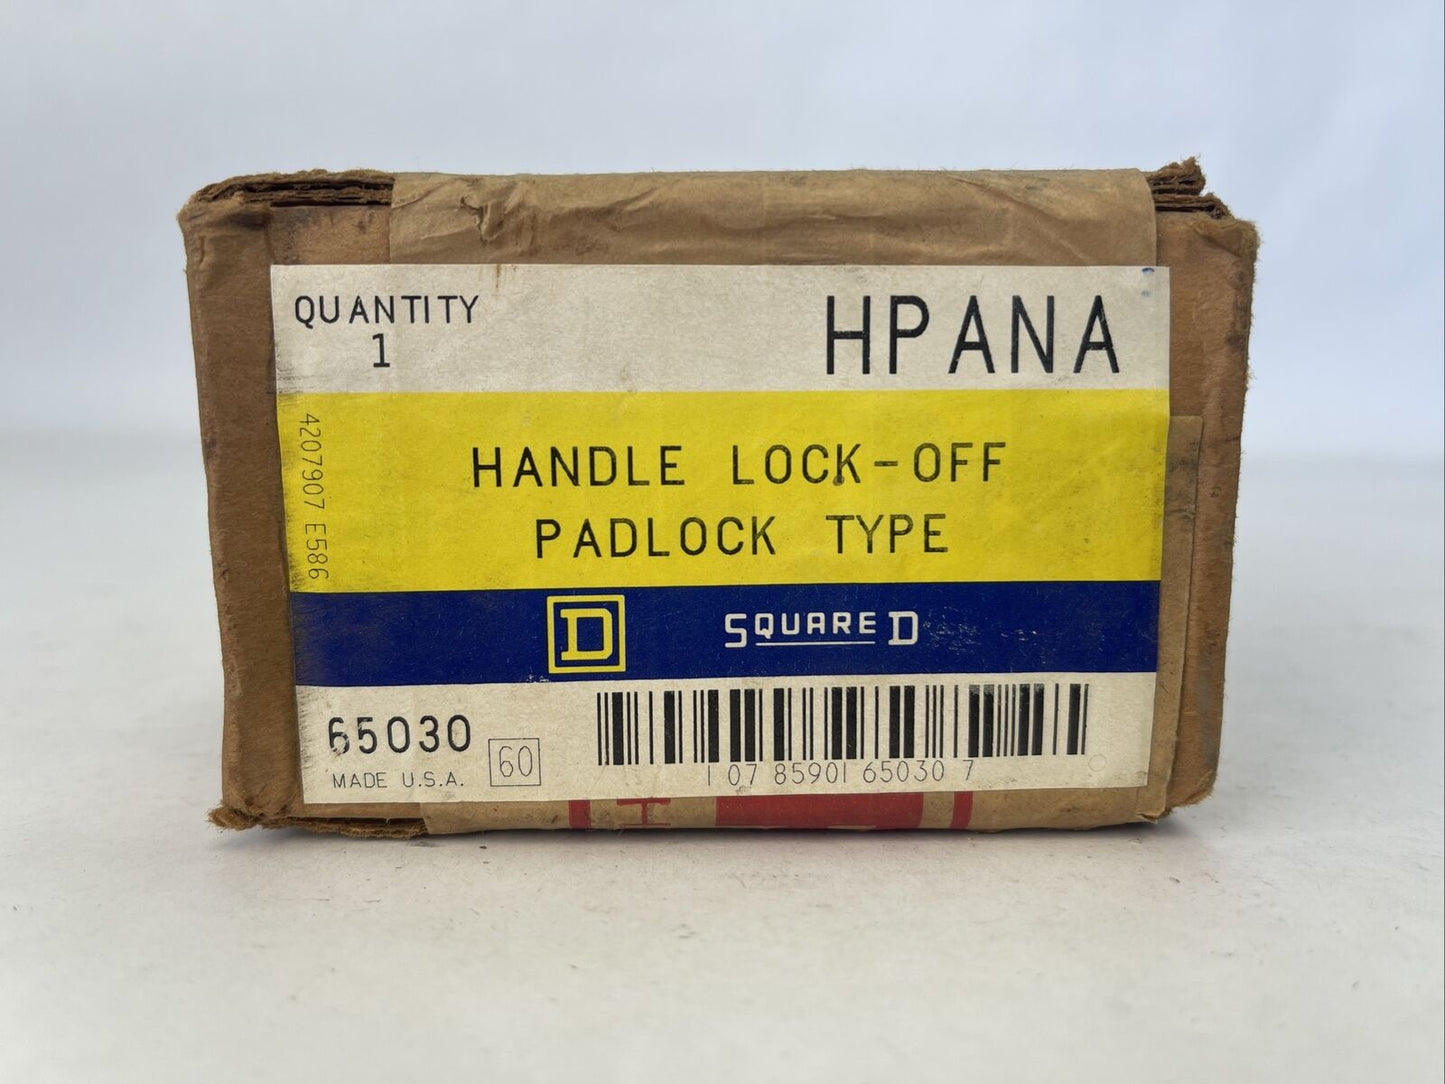 QUANTITY
1
HPANA
4207907 E586
HANDLE LOCK-OFF
PADLOCK TYPE
D
SQUARE D
65030
MADE U.S.A.
60
1 07 85901 65030 7
H